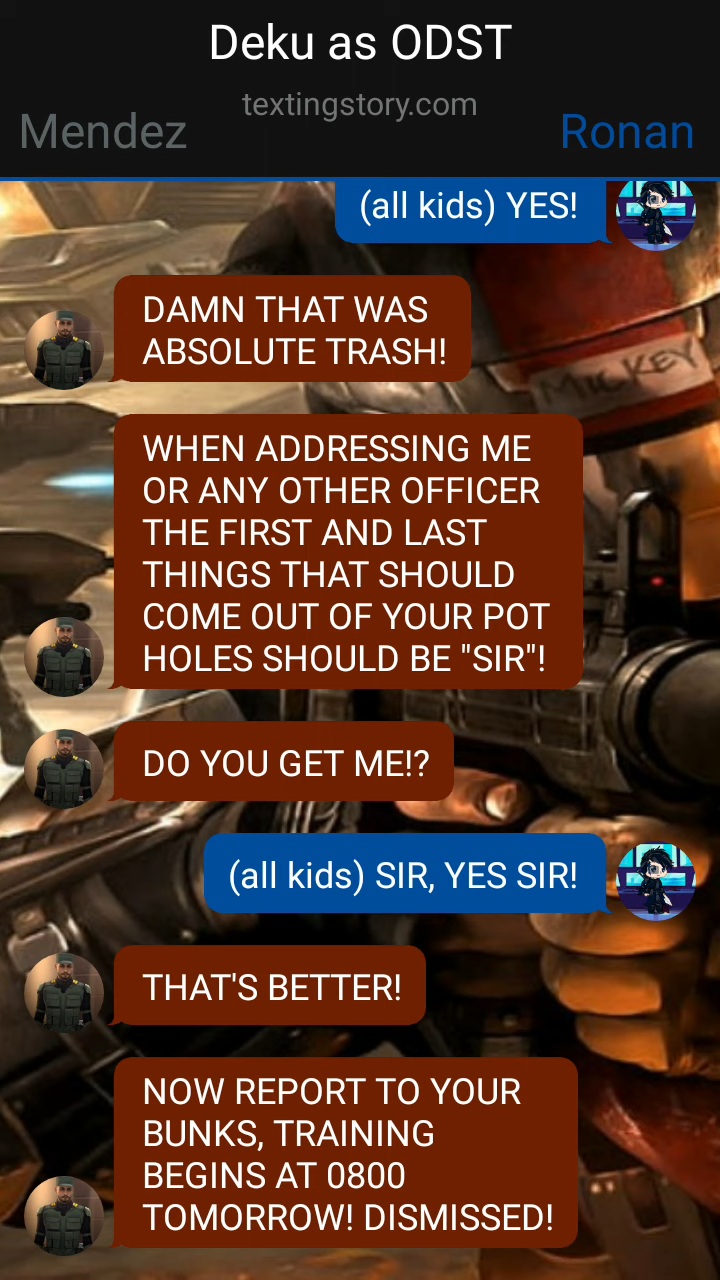 Deku as ODST
textingstory.com
Mendez
Ronan
(all kids) YES!
DAMN THAT WAS
ABSOLUTE TRASH!
MICKEY
WHEN ADDRESSING ME
OR ANY OTHER OFFICER
THE FIRST AND LAST
THINGS THAT SHOULD
COME OUT OF YOUR POT
HOLES SHOULD BE "SIR"!
DO YOU GET ME!?
(all kids) SIR, YES SIR!
THAT'S BETTER!
NOW REPORT TO YOUR
BUNKS, TRAINING
BEGINS AT 0800
TOMORROW! DISMISSED!